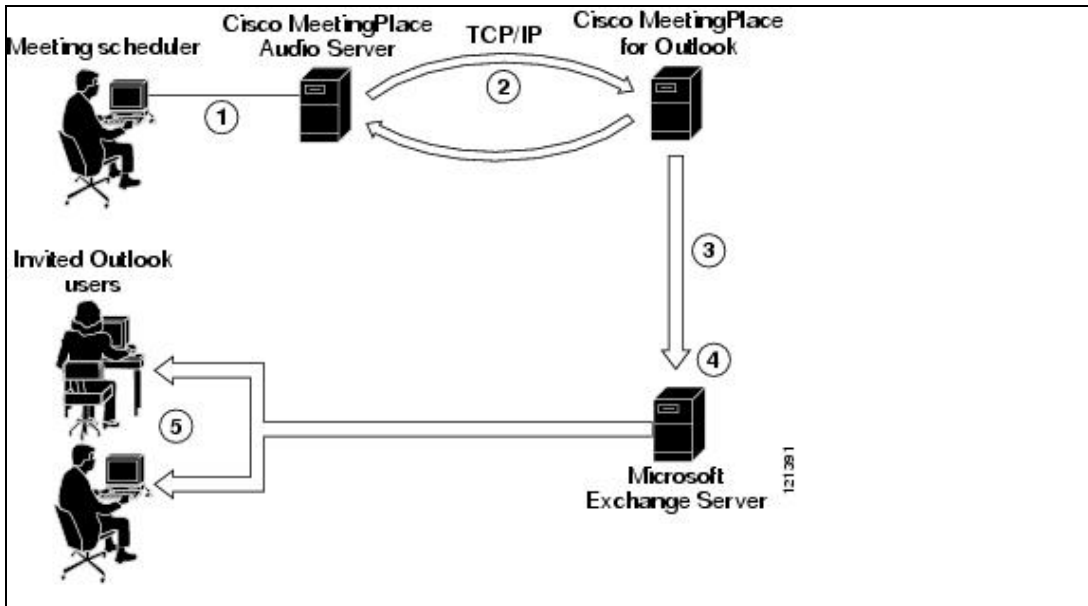 Meeting scheduler
Cisco MeetingPlace
Audio Server
TCP/IP
Cisco MeetingPlace
for Outlook
1
2
3
Invited Outlook
users
4
5
Microsoft
Exchange Server
121391